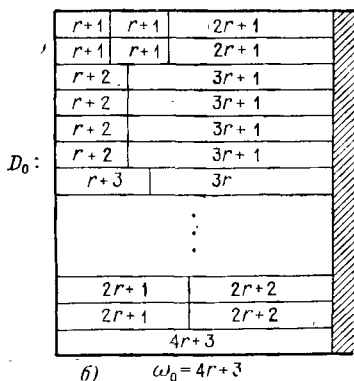 r+1 r+1 2r+1
r+1 r+1 2r+1
r+2 3r+1
r+2 3r+1
r+2 3r+1
r+2 3r+1
D₀: r+3 3r
⋮
2r+1 2r+2
2r+1 2r+2
4r+3
б) ω₀=4r+3